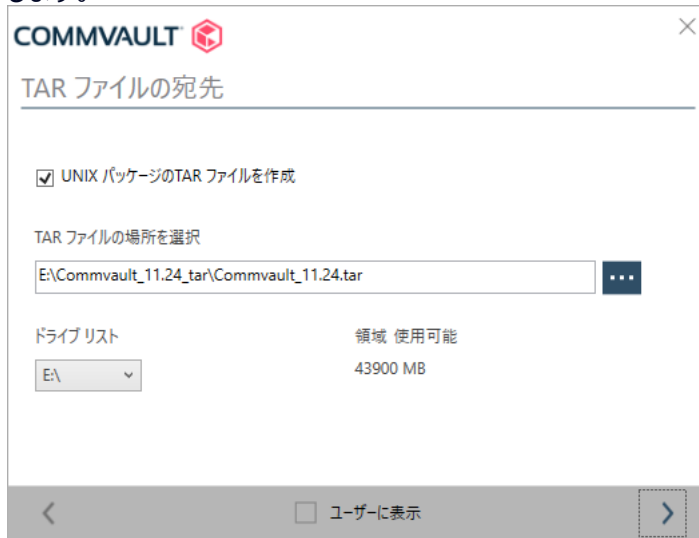 します。
COMMVAULT
TAR ファイルの宛先
UNIX パッケージのTAR ファイルを作成
TAR ファイルの場所を選択
E:\Commvault_11.24_tar\Commvault_11.24.tar
ドライブ リスト
領域 使用可能
E:\
43900 MB
ユーザーに表示